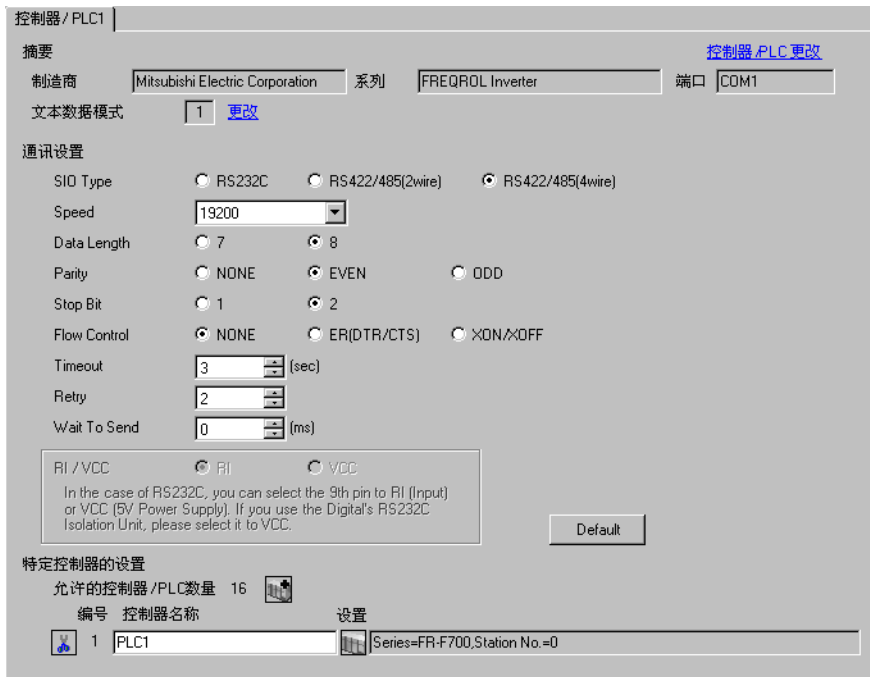 控制器/PLC1
摘要 控制器/PLC更改
制造商 Mitsubishi Electric Corporation 系列 FREQROL Inverter 端口 COM1
文本数据模式 1 更改
通讯设置
SIO Type RS232C RS422/485(2wire) RS422/485(4wire)
Speed 19200
Data Length 7 8
Parity NONE EVEN ODD
Stop Bit 1 2
Flow Control NONE ER(DTR/CTS) XON/XOFF
Timeout 3 (sec)
Retry 2
Wait To Send 0 (ms)
RI / VCC RI VCC
In the case of RS232C, you can select the 9th pin to RI (Input)
or VCC (5V Power Supply). If you use the Digital's RS232C
Isolation Unit, please select it to VCC.
Default
特定控制器的设置
允许的控制器/PLC数量 16
编号 控制器名称 设置
1 PLC1 Series=FR-F700,Station No.=0